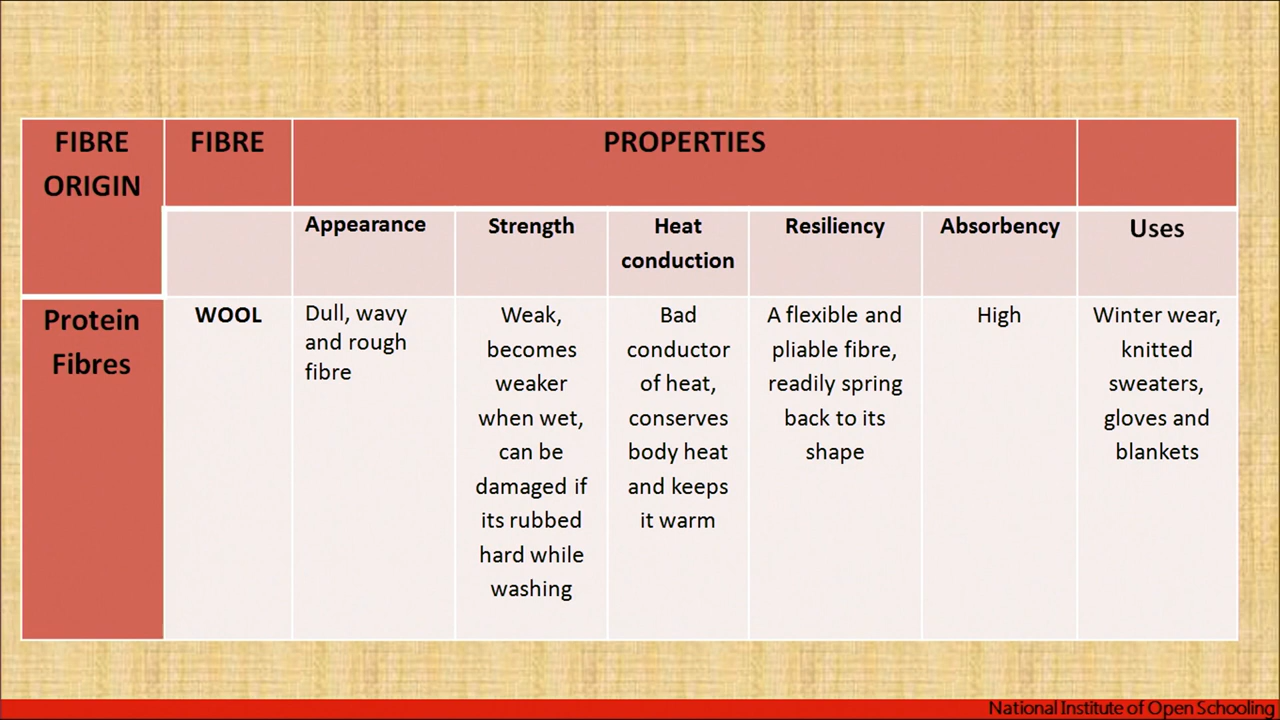 FIBRE
ORIGIN
FIBRE
PROPERTIES
Appearance
Strength
Heat
conduction
Resiliency
Absorbency
Uses
Protein
Fibres
WOOL
Dull, wavy
and rough
fibre
Weak,
becomes
weaker
when wet,
can be
damaged if
its rubbed
hard while
washing
Bad
conductor
of heat,
conserves
body heat
and keeps
it warm
A flexible and
pliable fibre,
readily spring
back to its
shape
High
Winter wear,
knitted
sweaters,
gloves and
blankets
National Institute of Open Schooling